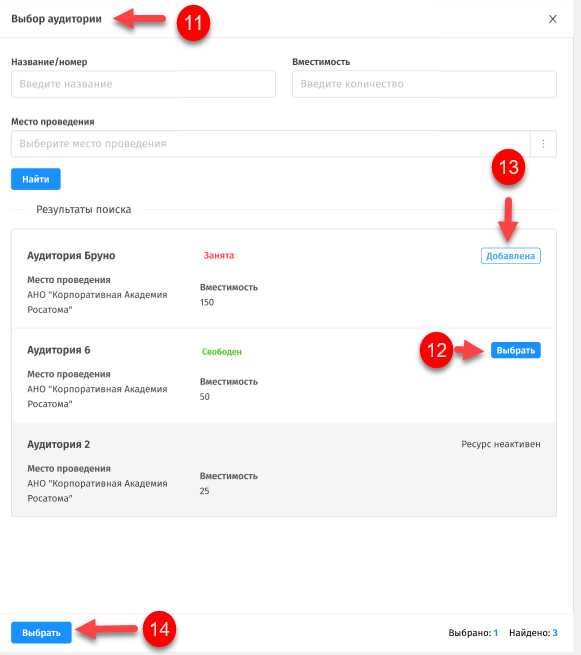 Выбор аудитории
11
Название/номер
Вместимость
Введите название
Введите количество
Место проведения
Выберите место проведения
13
Найти
Результаты поиска
Аудитория Бруно
Занята
Добавлена
Место проведения
АНО "Корпоративная Академия
Росатома"
Вместимость
150
Аудитория 6
Свободен
12
Выбрать
Место проведения
АНО "Корпоративная Академия
Росатома"
Вместимость
50
Аудитория 2
Ресурс неактивен
Место проведения
АНО "Корпоративная Академия
Росатома"
Вместимость
25
Выбрать
14
Выбрано: 1 Найдено: 3